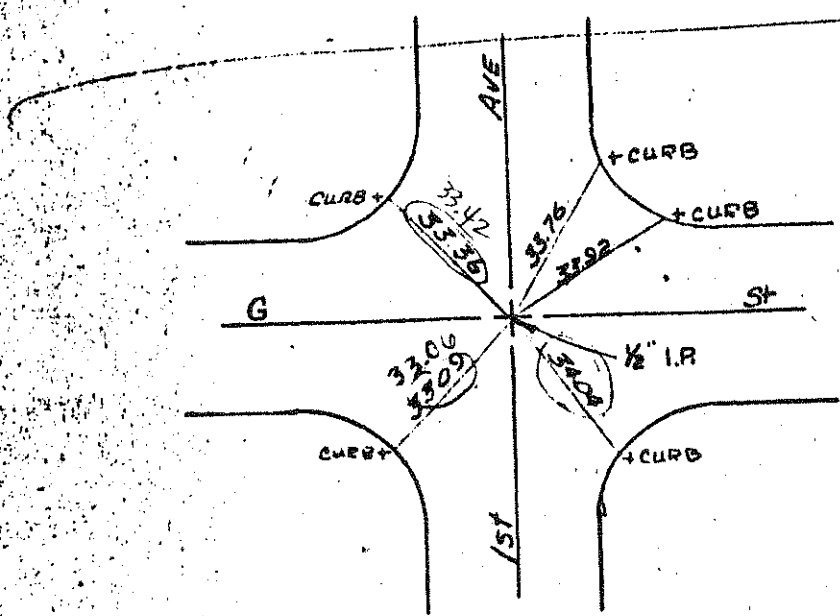 AVE
+ CURB
CURB +
33.42
33.36
33.76
+ CURB
33.92
G
St
1/2" I.P.
33.06
33.09
34.04
CURB +
+ CURB
1st